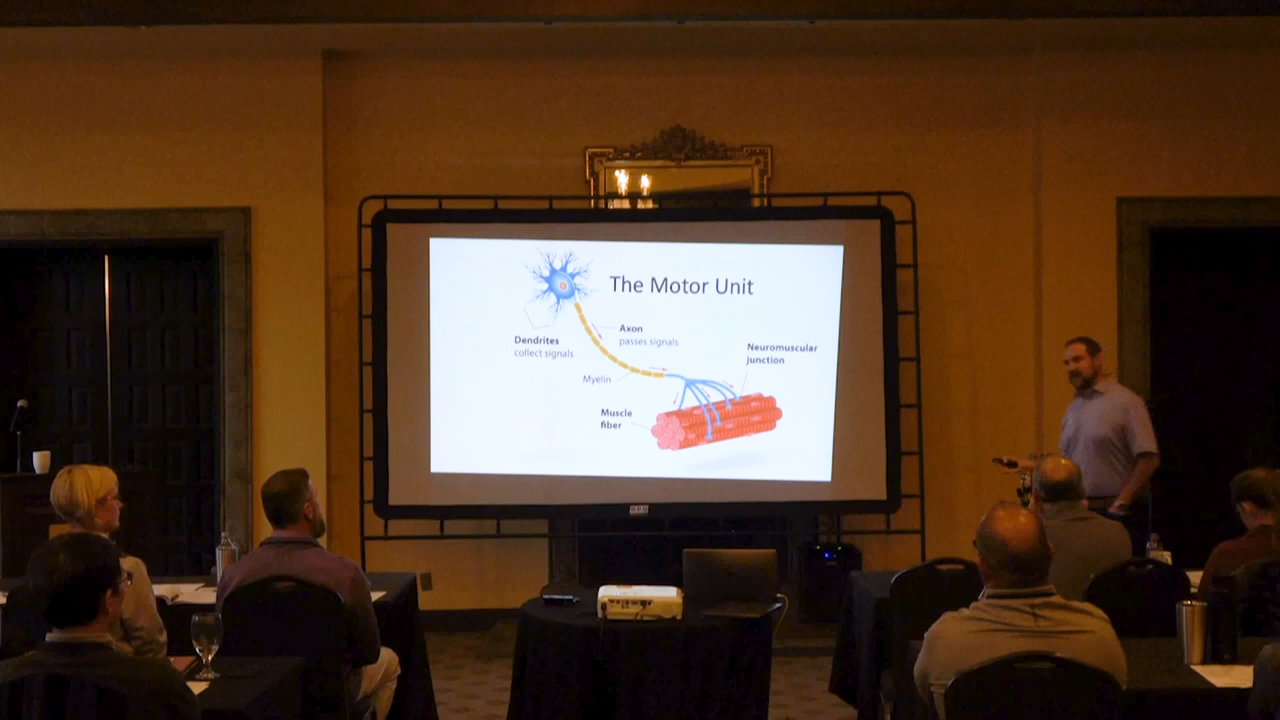 The Motor Unit
Axon
passes signals
Dendrites
collect signals
Neuromuscular
junction
Myelin
Muscle
fiber